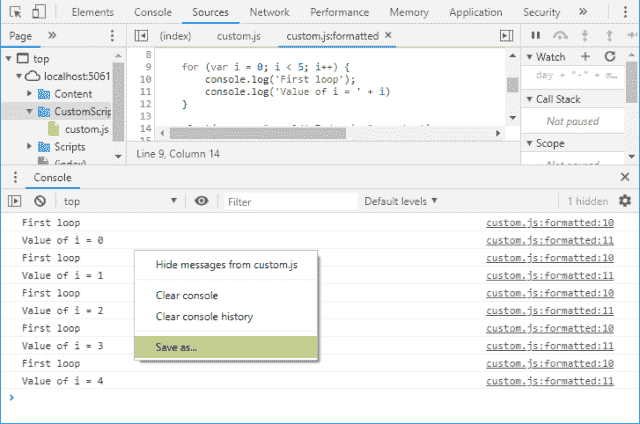 Elements Console Sources Network Performance Memory Application Security
Page (index) custom.js custom.js:formatted
top
localhost:5061
Content
CustomScrip
custom.js
Scripts
(index)
8
9 for (var i = 0; i < 5; i++) {
10 console.log('First loop');
11 console.log('Value of i = ' + i)
12 }
13
14
Line 9, Column 14
Watch
day + "-" + m...
Call Stack
Not paused
Scope
Not paused
Console
top Filter Default levels 1 hidden
First loop custom.js:formatted:10
Value of i = 0 custom.js:formatted:11
First loop custom.js:formatted:10
Value of i = 1 custom.js:formatted:11
First loop custom.js:formatted:10
Value of i = 2 custom.js:formatted:11
First loop custom.js:formatted:10
Value of i = 3 custom.js:formatted:11
First loop custom.js:formatted:10
Value of i = 4 custom.js:formatted:11
Hide messages from custom.js
Clear console
Clear console history
Save as...